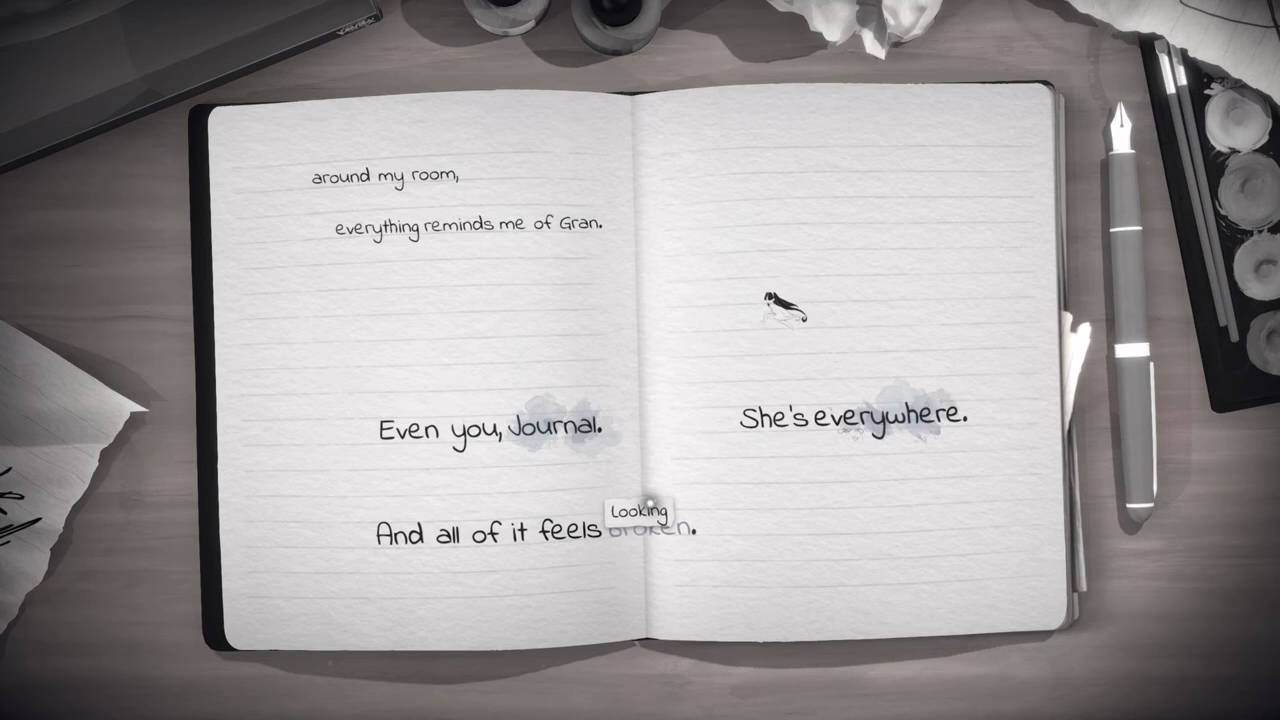 around my room,
everything reminds me of Gran.
Even you, Journal.
She's everywhere.
Looking
And all of it feels broken.